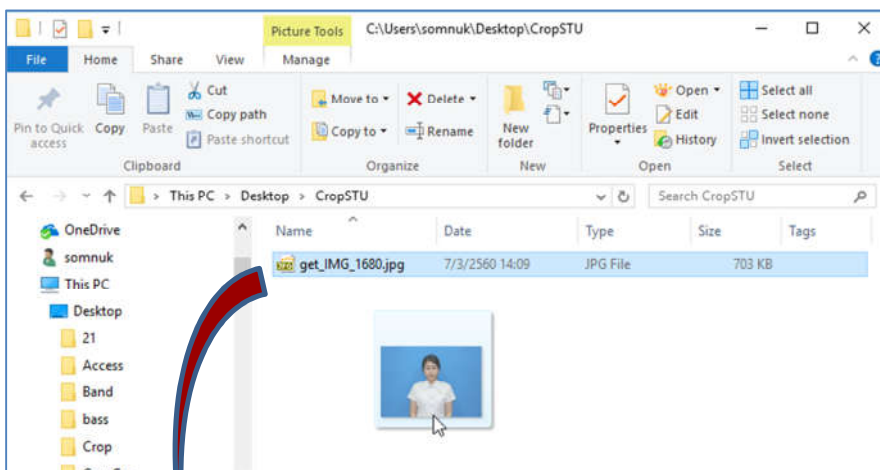 Picture Tools
C:\Users\somnuk\Desktop\CropSTU
File Home Share View Manage
Pin to Quick access
Copy
Paste
Cut
Copy path
Paste shortcut
Clipboard
Move to
Copy to
Delete
Rename
Organize
New folder
New
Properties
Open
Edit
History
Open
Select all
Select none
Invert selection
Select
This PC > Desktop > CropSTU
Search CropSTU
Name Date Type Size Tags
get_IMG_1680.jpg 7/3/2560 14:09 JPG File 703 KB
OneDrive
somnuk
This PC
Desktop
21
Access
Band
bass
Crop